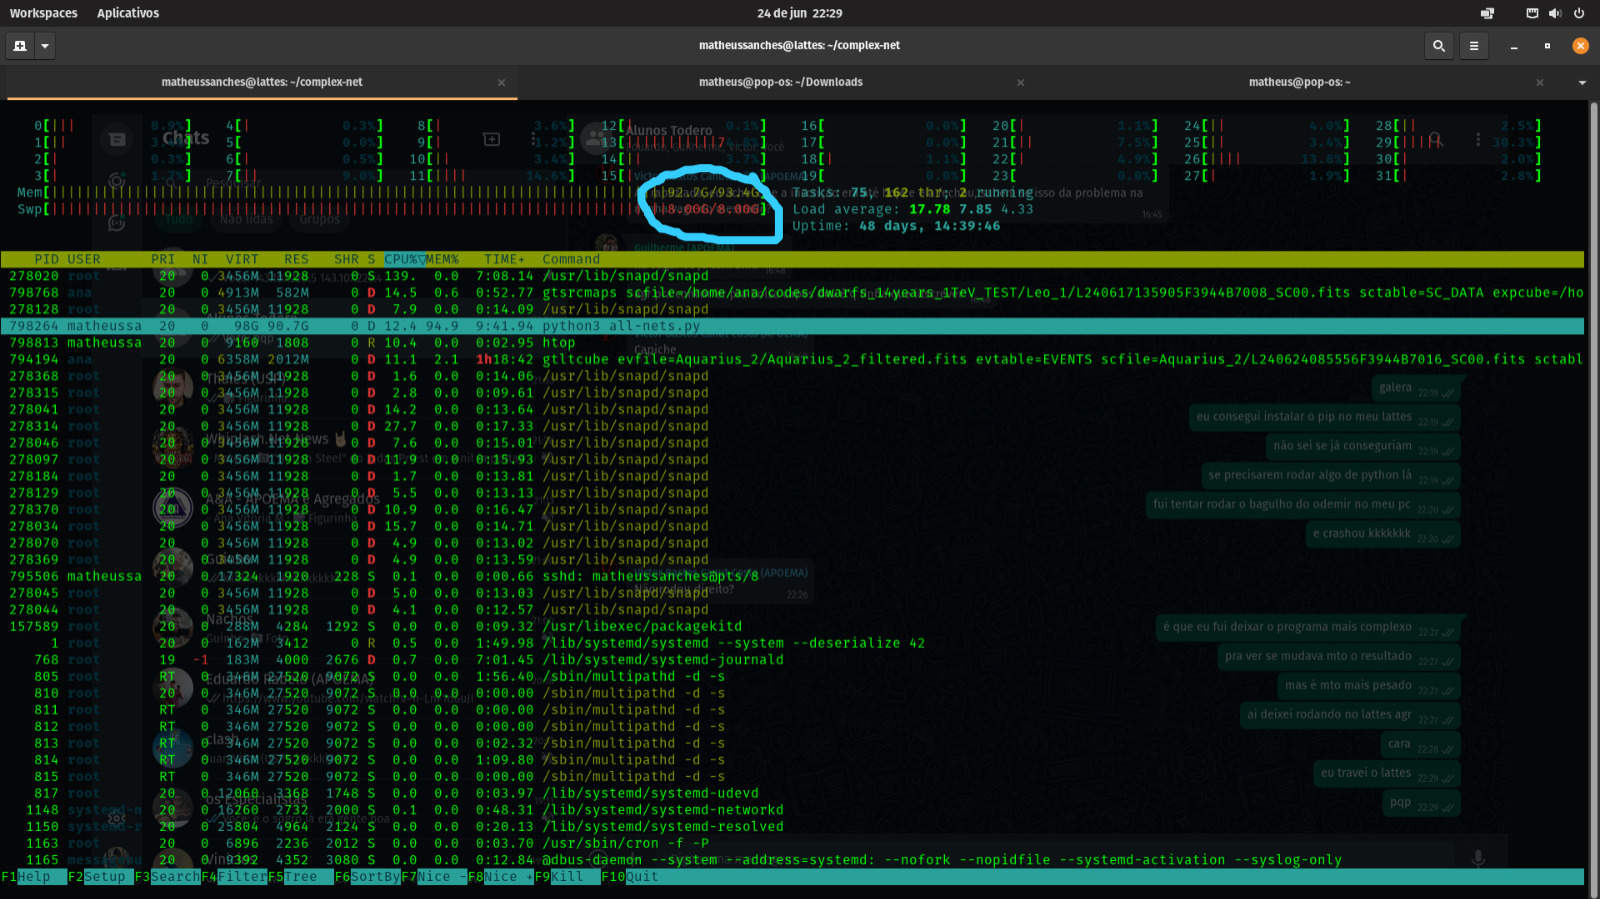 Workspaces Aplicativos 24 de jun 22:29
matheussanches@lattes: ~/complex-net
matheussanches@lattes: ~/complex-net matheus@pop-os: ~/Downloads matheus@pop-os: ~
0[||| 8.9%] 4[| 0.3%] 8[| 3.6%] 12[ 0.1%] 16[ 0.0%] 20[| 1.1%] 24[|| 4.0%] 28[|| 2.5%]
1[|| ] 5[ 0.0%] 9[| 1.2%] 13[ ] 17[ 0.0%] 21[|| 7.5%] 25[|| 3.4%] 29[ 30.3%]
2[| 0.3%] 6[| 0.5%] 10[|| 3.4%] 14[|| 3.7%] 18[| 1.1%] 22[| 4.9%] 26[|||| 13.8%] 30[| 2.0%]
3[| 1.7%] 7[|| 9.0%] 11[|||| 14.6%] 15[ ] 19[ 0.0%] 23[ 0.0%] 27[| 1.9%] 31[| 2.8%]
Mem[ 92.7G/93.4G] Tasks: 75, 162 thr; 2 running
Swp[ 8.00G/8.00G] Load average: 17.78 7.85 4.33
Uptime: 48 days, 14:39:46
Chats
Alunos Todero
Tudo Não lidas Grupos
16:45
Guilherme (APOEMA)
PID USER PRI NI VIRT RES SHR S CPU%▽MEM% TIME+ Command
278020 root 20 0 3456M 11928 0 D 139. 0.0 7:08.14 /usr/lib/snapd/snapd
798768 ana 20 0 4913M 582M 0 D 14.5 0.6 0:52.77 gtsrcmaps scfile=/home/ana/codes/dwarfs_14years_1TeV_TEST/Leo_1/L240617135905F3944B7008_SC00.fits sctable=SC_DATA expcube=/ho
278128 root 20 0 3456M 11928 0 D 7.9 0.0 0:14.09 /usr/lib/snapd/snapd
798264 matheussa 20 0 98G 90.7G 0 D 12.4 94.9 9:41.94 python3 all-nets.py
798813 matheussa 20 0 9160 1808 0 R 10.4 0.0 0:02.95 htop
794194 ana 20 0 6358M 2012M 0 D 11.1 2.1 1h18:42 gtltcube evfile=Aquarius_2/Aquarius_2_filtered.fits evtable=EVENTS scfile=Aquarius_2/L240624085556F3944B7016_SC00.fits sctabl
278368 root 20 0 3456M 11928 0 D 1.6 0.0 0:14.06 /usr/lib/snapd/snapd
278315 root 20 0 3456M 11928 0 D 2.8 0.0 0:09.61 /usr/lib/snapd/snapd
278041 root 20 0 3456M 11928 0 D 14.2 0.0 0:13.64 /usr/lib/snapd/snapd
278314 root 20 0 3456M 11928 0 D 27.7 0.0 0:17.33 /usr/lib/snapd/snapd
278046 root 20 0 3456M 11928 0 D 7.6 0.0 0:15.01 /usr/lib/snapd/snapd
278097 root 20 0 3456M 11928 0 D 11.9 0.0 0:15.93 /usr/lib/snapd/snapd
278184 root 20 0 3456M 11928 0 D 1.7 0.0 0:13.81 /usr/lib/snapd/snapd
278129 root 20 0 3456M 11928 0 D 5.5 0.0 0:13.13 /usr/lib/snapd/snapd
278370 root 20 0 3456M 11928 0 D 10.9 0.0 0:16.47 /usr/lib/snapd/snapd
278034 root 20 0 3456M 11928 0 D 15.7 0.0 0:14.71 /usr/lib/snapd/snapd
278070 root 20 0 3456M 11928 0 D 4.9 0.0 0:13.02 /usr/lib/snapd/snapd
278369 root 20 0 3456M 11928 0 D 4.9 0.0 0:13.59 /usr/lib/snapd/snapd
795506 matheussa 20 0 17324 1920 228 S 0.1 0.0 0:00.66 sshd: matheussanches@pts/8
278045 root 20 0 3456M 11928 0 D 5.0 0.0 0:13.03 /usr/lib/snapd/snapd
278044 root 20 0 3456M 11928 0 D 4.1 0.0 0:12.57 /usr/lib/snapd/snapd
157589 root 20 0 288M 4284 1292 S 0.0 0.0 0:09.32 /usr/libexec/packagekitd
1 root 20 0 162M 3412 0 R 0.5 0.0 1:49.98 /lib/systemd/systemd --system --deserialize 42
768 root 19 -1 183M 4000 2676 D 0.7 0.0 7:01.45 /lib/systemd/systemd-journald
805 root RT 0 346M 27520 9072 S 0.0 0.0 1:56.40 /sbin/multipathd -d -s
810 root 20 0 346M 27520 9072 S 0.0 0.0 0:00.00 /sbin/multipathd -d -s
811 root RT 0 346M 27520 9072 S 0.0 0.0 0:00.00 /sbin/multipathd -d -s
812 root RT 0 346M 27520 9072 S 0.0 0.0 0:00.00 /sbin/multipathd -d -s
813 root RT 0 346M 27520 9072 S 0.0 0.0 0:02.32 /sbin/multipathd -d -s
814 root RT 0 346M 27520 9072 S 0.0 0.0 1:09.80 /sbin/multipathd -d -s
815 root RT 0 346M 27520 9072 S 0.0 0.0 0:00.00 /sbin/multipathd -d -s
817 root 20 0 12060 3368 1748 S 0.0 0.0 0:03.97 /lib/systemd/systemd-udevd
1148 systemd-n 20 0 16260 2732 2000 S 0.1 0.0 0:48.31 /lib/systemd/systemd-networkd
1150 systemd-r 20 0 25804 4964 2124 S 0.0 0.0 0:20.13 /lib/systemd/systemd-resolved
1163 root 20 0 6896 2236 2012 S 0.0 0.0 0:03.70 /usr/sbin/cron -f -P
1165 messagebu 20 0 9392 4352 3080 S 0.0 0.0 0:12.84 @dbus-daemon --system --address=systemd: --nofork --nopidfile --systemd-activation --syslog-only
F1Help F2Setup F3SearchF4FilterF5Tree F6SortByF7Nice -F8Nice +F9Kill F10Quit
Whiplash Net News
A&A - APOEMA e Agregados
Nachos
Eduardo Rabelo (APOEMA)
clash
os Especialistas
direito?
22:26
galera 22:19
eu consegui instalar o pip no meu lattes 22:19
não sei se já conseguiriam 22:19
se precisarem rodar algo de python lá 22:19
fui tentar rodar o bagulho do odemir no meu pc 22:20
e crashou kkkkkkk 22:20
é que eu fui deixar o programa mais complexo 22:27
pra ver se mudava mto o resultado 22:27
mas é mto mais pesado 22:27
ai deixei rodando no lattes agr 22:27
cara 22:28
eu travei o lattes 22:29
pqp 22:29